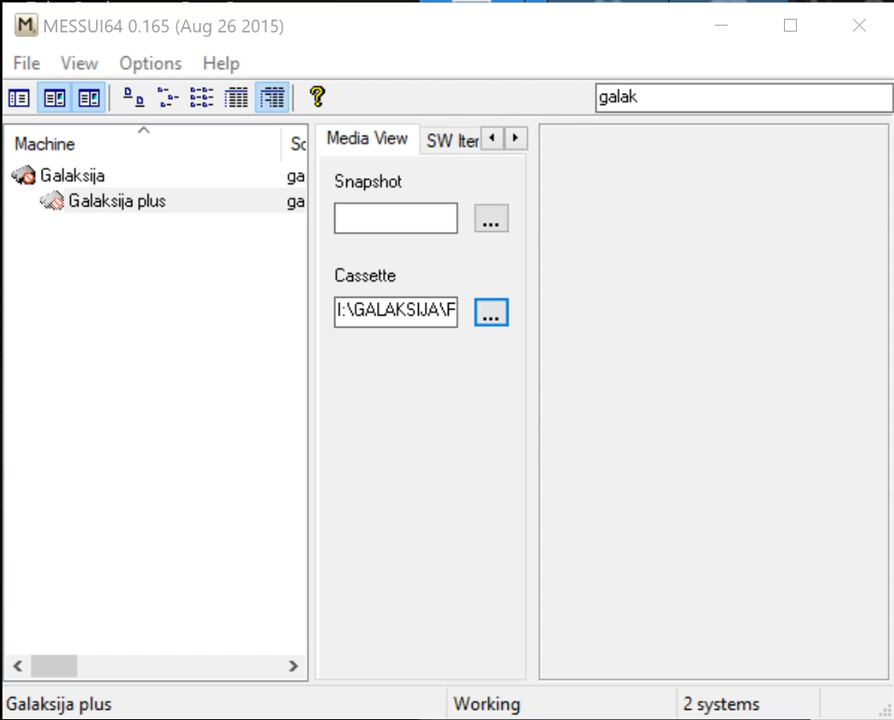 MESSUI64 0.165 (Aug 26 2015)
File View Options Help
galak
Machine Sc
Galaksija ga
Galaksija plus ga
Media View SW Iter
Snapshot
...
Cassette
I:\GALAKSIJA\F ...
Galaksija plus Working 2 systems